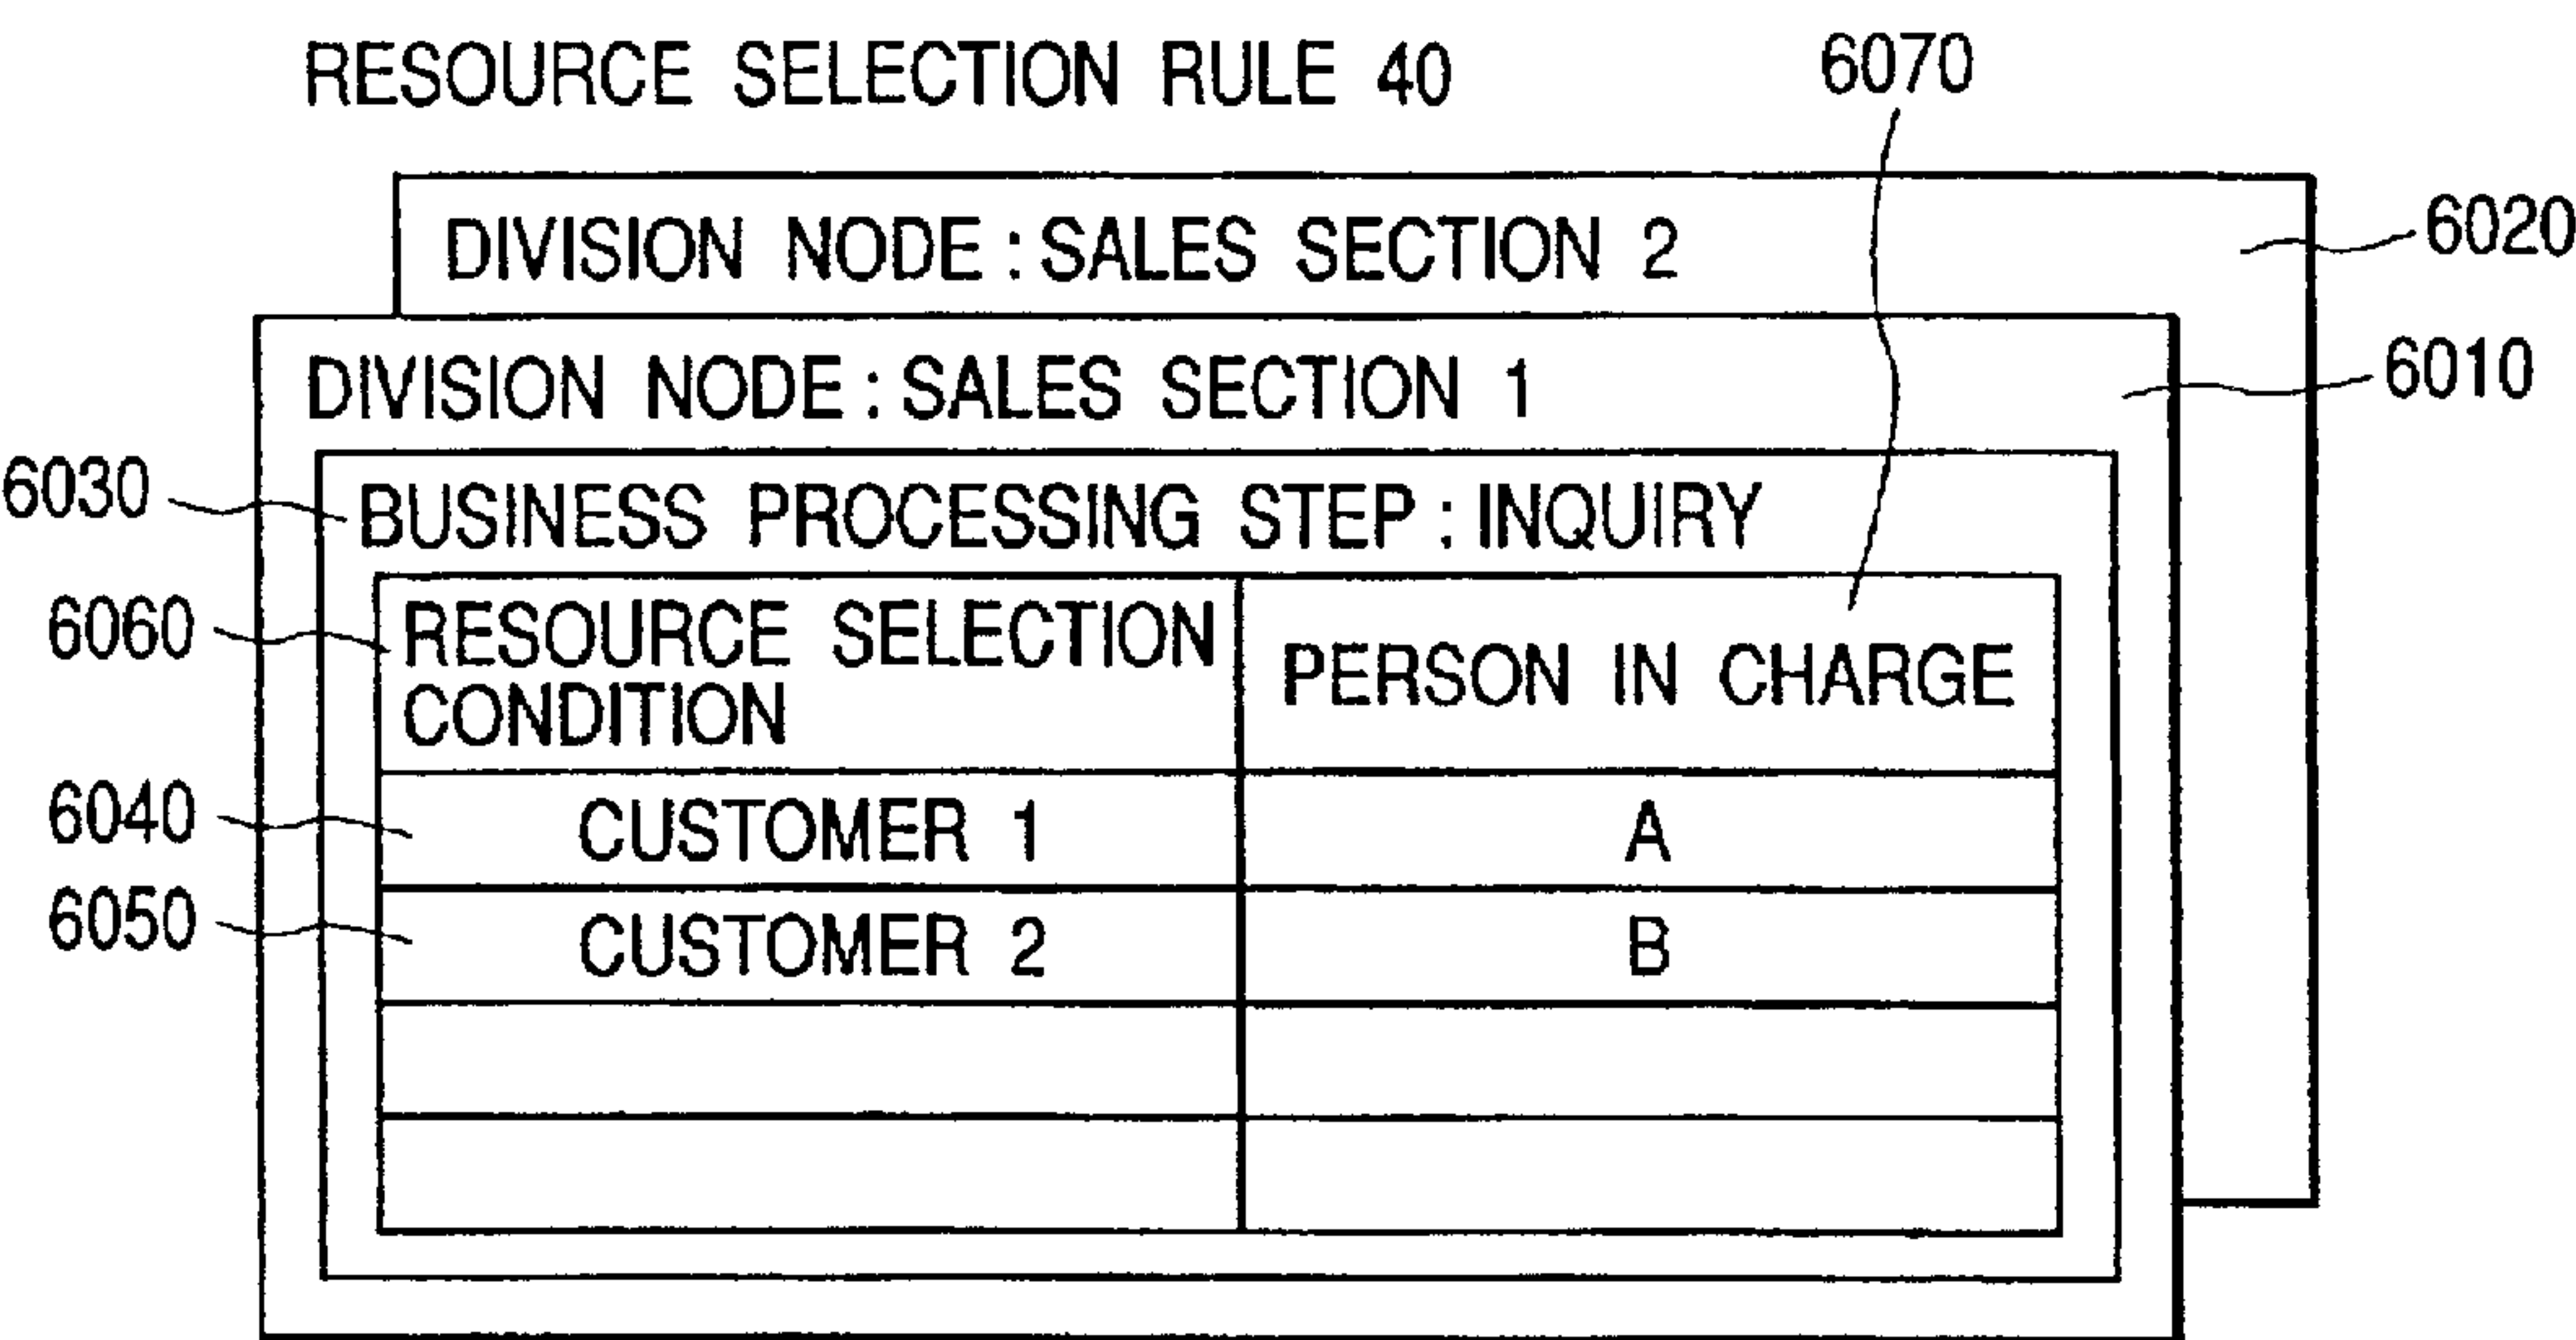 RESOURCE SELECTION RULE 40
6070
DIVISION NODE : SALES SECTION 2
6020
DIVISION NODE : SALES SECTION 1
6010
6030
BUSINESS PROCESSING STEP : INQUIRY
6060
RESOURCE SELECTION
CONDITION
PERSON IN CHARGE
6040
CUSTOMER 1
A
6050
CUSTOMER 2
B